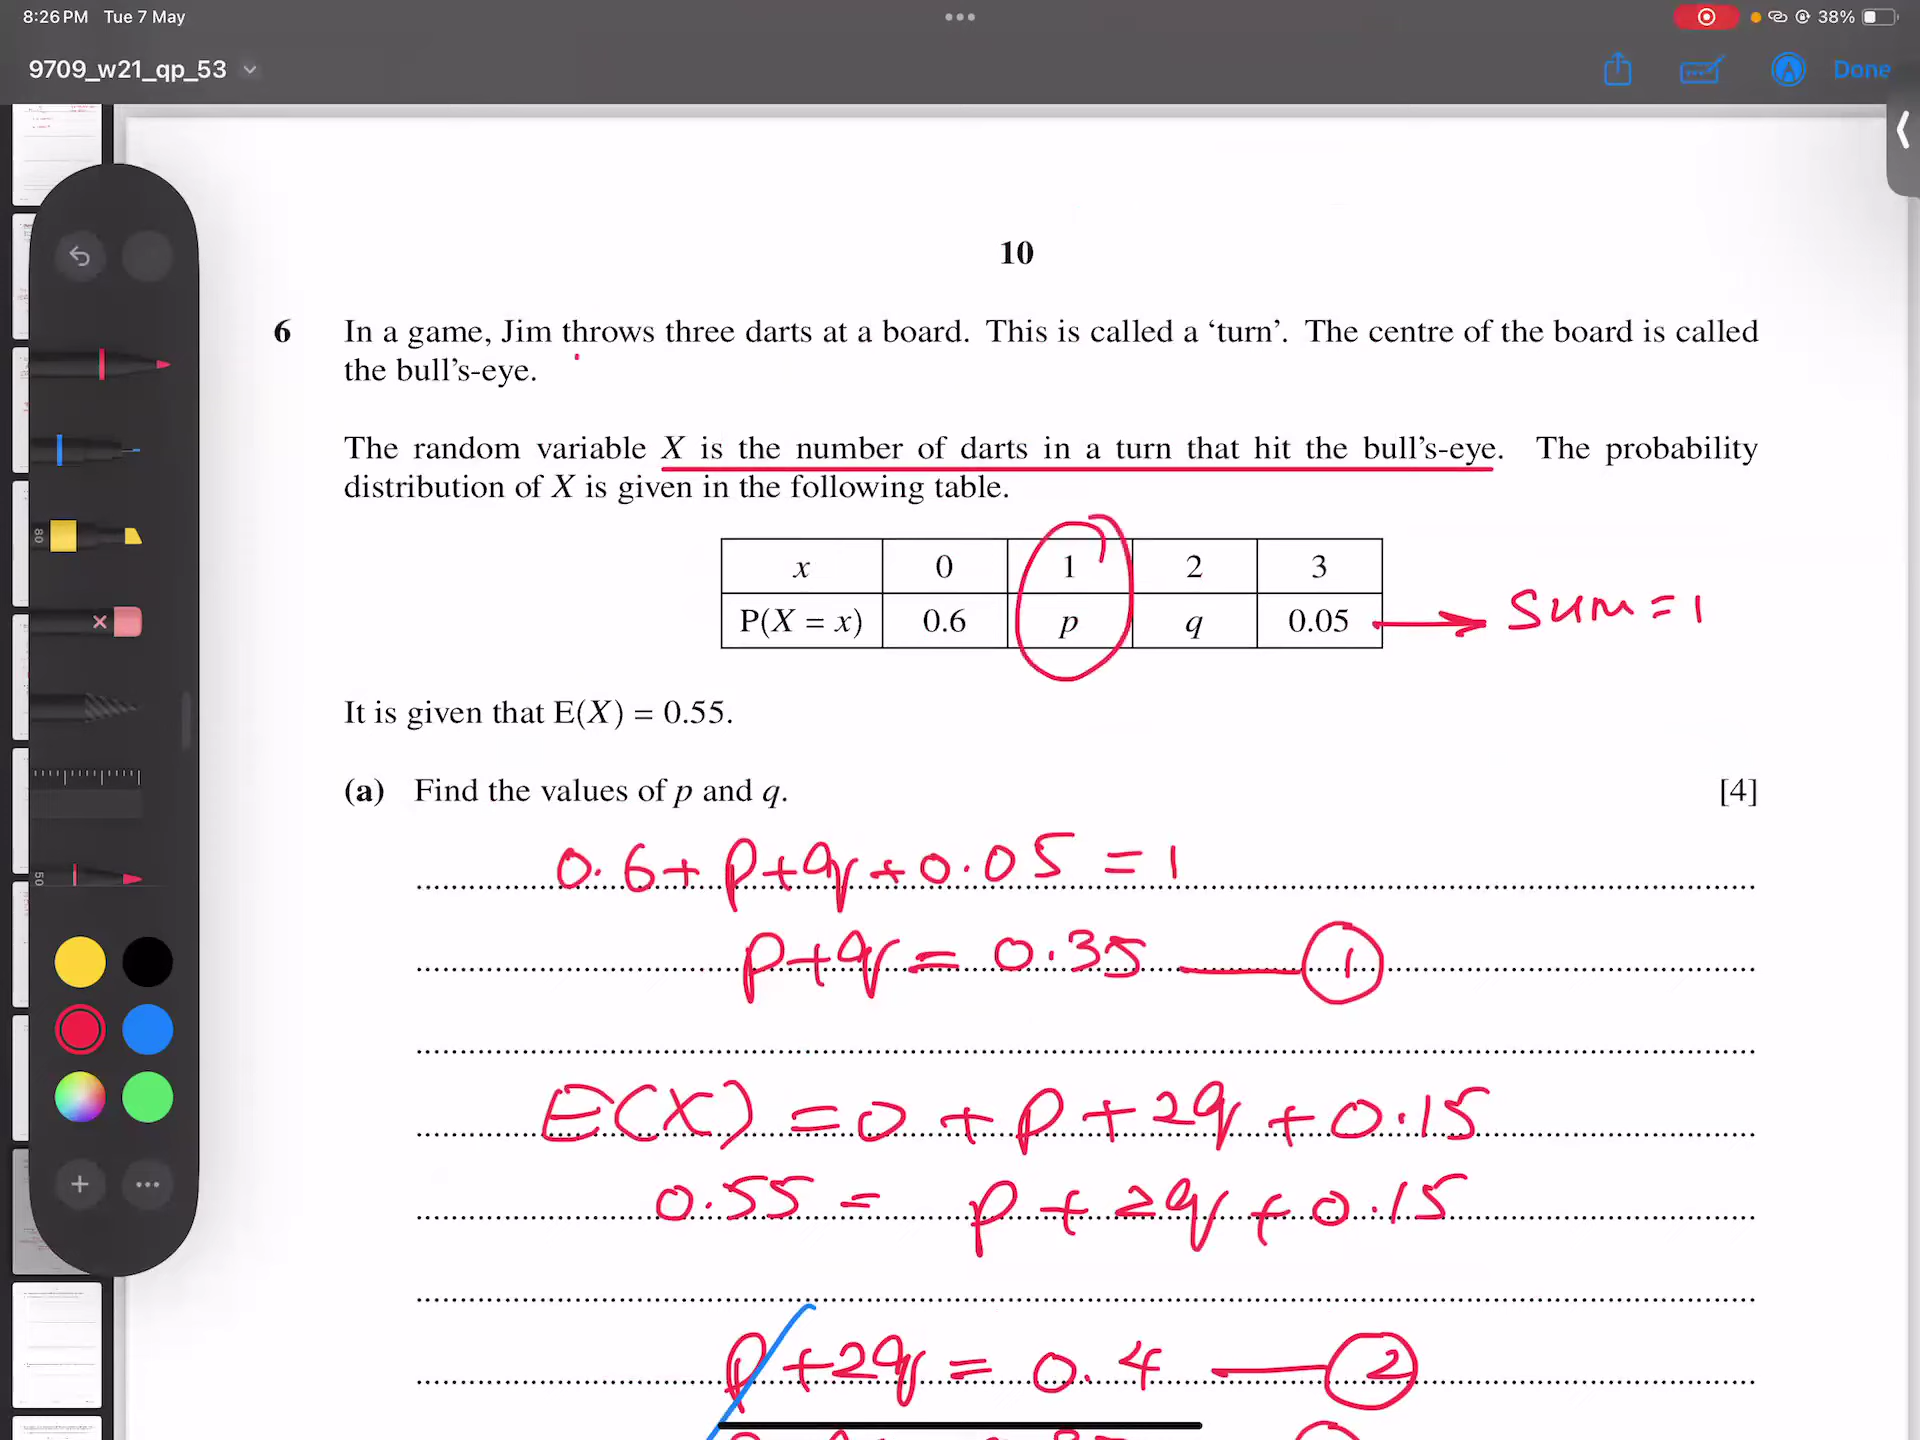 8:26 PM Tue 7 May
38%
9709_w21_qp_53
Done
10
6 In a game, Jim throws three darts at a board. This is called a ‘turn’. The centre of the board is called
the bull’s-eye.
The random variable X is the number of darts in a turn that hit the bull’s-eye. The probability
distribution of X is given in the following table.
x 0 1 2 3
P(X = x) 0.6 p q 0.05 → Sum = 1
It is given that E(X) = 0.55.
(a) Find the values of p and q. [4]
0.6 + p + q + 0.05 = 1
p + q = 0.35 — 1
E(X) = 0 + p + 2q + 0.15
0.55 = p + 2q + 0.15
p + 2q = 0.4 — 2
80
50